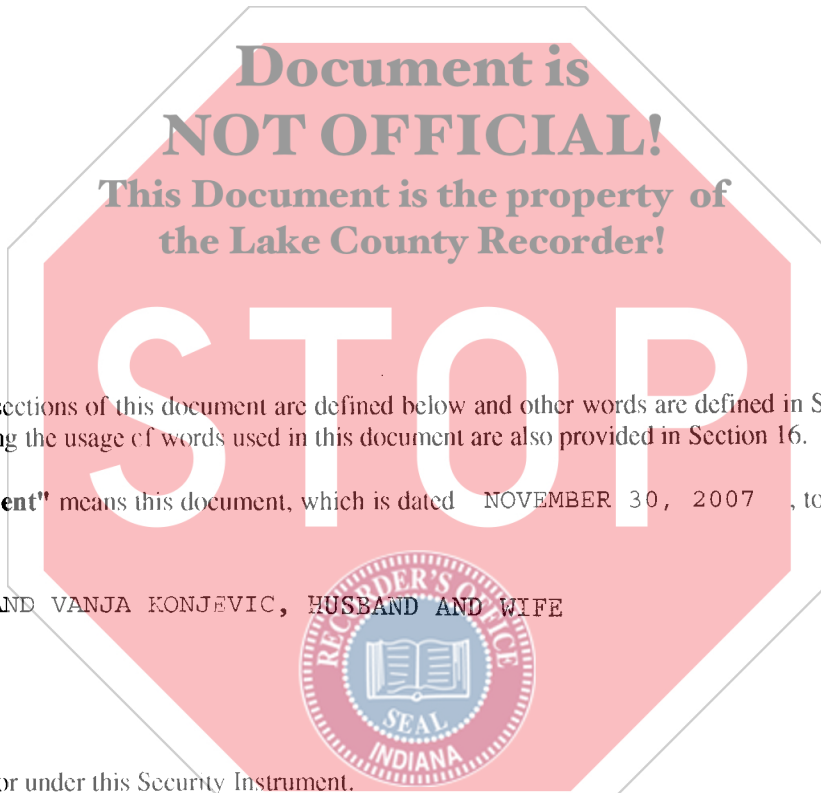 Document is
NOT OFFICIAL!
This Document is the property of
the Lake County Recorder!
STOP
sections of this document are defined below and other words are defined in S
ng the usage of words used in this document are also provided in Section 16.
ent" means this document, which is dated NOVEMBER 30, 2007 , to
AND VANJA KONJEVIC, HUSBAND AND WIFE
RECORDER'S OFFICE
SEAL
INDIANA
or under this Security Instrument.